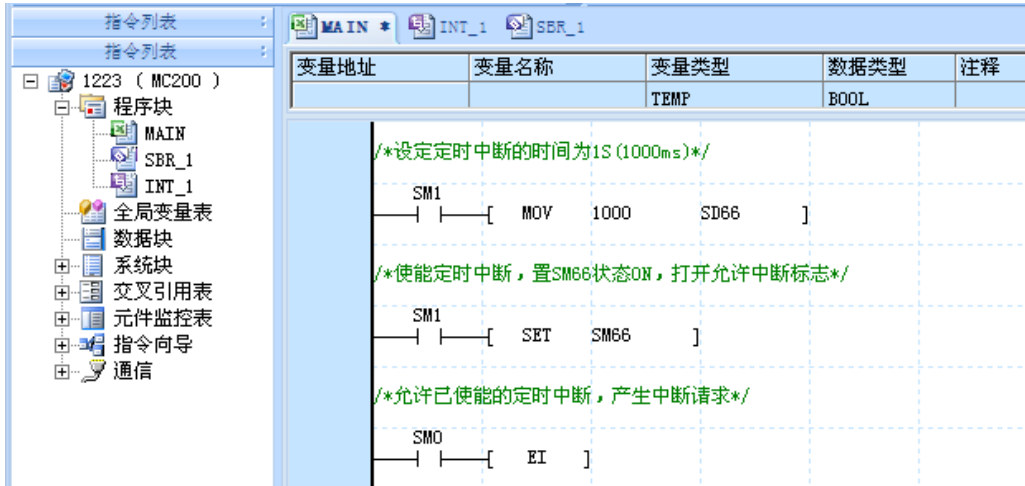 指令列表
指令列表
1223 ( MC200 )
程序块
MAIN
SBR_1
INT_1
全局变量表
数据块
系统块
交叉引用表
元件监控表
指令向导
通信
MAIN * INT_1 SBR_1
变量地址 变量名称 变量类型 数据类型 注释
TEMP BOOL
/*设定定时中断的时间为1S(1000ms)*/
SM1
[ MOV 1000 SD66 ]
/*使能定时中断，置SM66状态ON，打开允许中断标志*/
SM1
[ SET SM66 ]
/*允许已使能的定时中断，产生中断请求*/
SM0
[ EI ]